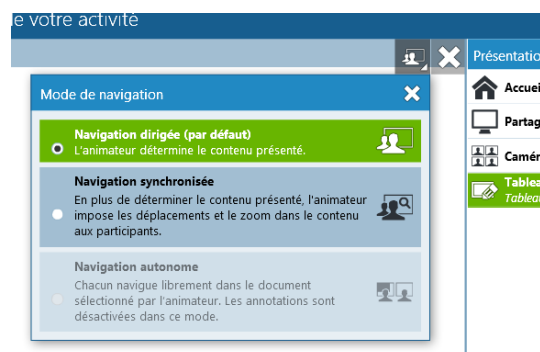 le votre activité
Présentatio
Mode de navigation
Accuei
Navigation dirigée (par défaut)
L'animateur détermine le contenu présenté.
Partag
Camér
Navigation synchronisée
En plus de déterminer le contenu présenté, l'animateur
impose les déplacements et le zoom dans le contenu
aux participants.
Tablea
Tableau
Navigation autonome
Chacun navigue librement dans le document
sélectionné par l'animateur. Les annotations sont
désactivées dans ce mode.